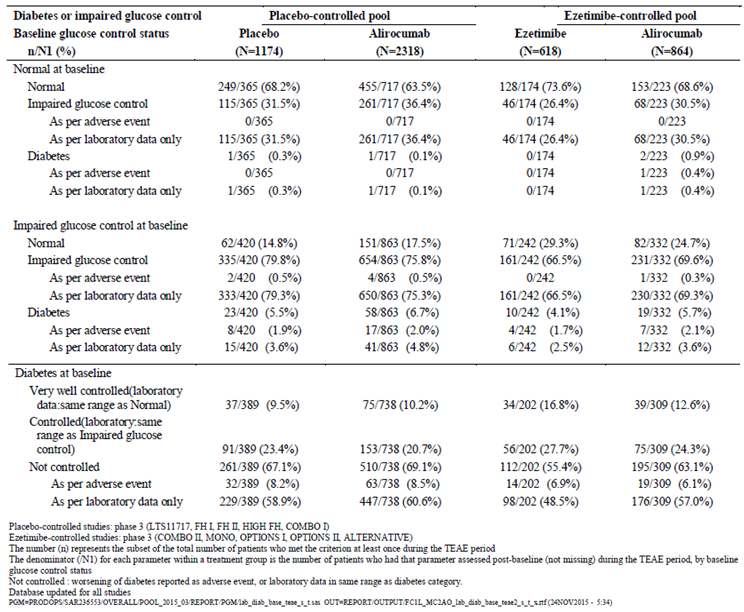 Diabetes or impaired glucose control Placebo-controlled pool Ezetimibe-controlled pool
Baseline glucose control status Placebo Alirocumab Ezetimibe Alirocumab
n/N1 (%) (N=1174) (N=2318) (N=618) (N=864)
Normal at baseline
Normal 249/365 (68.2%) 455/717 (63.5%) 128/174 (73.6%) 153/223 (68.6%)
Impaired glucose control 115/365 (31.5%) 261/717 (36.4%) 46/174 (26.4%) 68/223 (30.5%)
As per adverse event 0/365 0/717 0/174 0/223
As per laboratory data only 115/365 (31.5%) 261/717 (36.4%) 46/174 (26.4%) 68/223 (30.5%)
Diabetes 1/365 (0.3%) 1/717 (0.1%) 0/174 2/223 (0.9%)
As per adverse event 0/365 0/717 0/174 1/223 (0.4%)
As per laboratory data only 1/365 (0.3%) 1/717 (0.1%) 0/174 1/223 (0.4%)
Impaired glucose control at baseline
Normal 62/420 (14.8%) 151/863 (17.5%) 71/242 (29.3%) 82/332 (24.7%)
Impaired glucose control 335/420 (79.8%) 654/863 (75.8%) 161/242 (66.5%) 231/332 (69.6%)
As per adverse event 2/420 (0.5%) 4/863 (0.5%) 0/242 1/332 (0.3%)
As per laboratory data only 333/420 (79.3%) 650/863 (75.3%) 161/242 (66.5%) 230/332 (69.3%)
Diabetes 23/420 (5.5%) 58/863 (6.7%) 10/242 (4.1%) 19/332 (5.7%)
As per adverse event 8/420 (1.9%) 17/863 (2.0%) 4/242 (1.7%) 7/332 (2.1%)
As per laboratory data only 15/420 (3.6%) 41/863 (4.8%) 6/242 (2.5%) 12/332 (3.6%)
Diabetes at baseline
Very well controlled(laboratory
data:same range as Normal) 37/389 (9.5%) 75/738 (10.2%) 34/202 (16.8%) 39/309 (12.6%)
Controlled(laboratory:same
range as Impaired glucose
control) 91/389 (23.4%) 153/738 (20.7%) 56/202 (27.7%) 75/309 (24.3%)
Not controlled 261/389 (67.1%) 510/738 (69.1%) 112/202 (55.4%) 195/309 (63.1%)
As per adverse event 32/389 (8.2%) 63/738 (8.5%) 14/202 (6.9%) 19/309 (6.1%)
As per laboratory data only 229/389 (58.9%) 447/738 (60.6%) 98/202 (48.5%) 176/309 (57.0%)
Placebo-controlled studies: phase 3 (LTS11717, FH I, FH II, HIGH FH, COMBO I)
Ezetimibe-controlled studies: phase 3 (COMBO II, MONO, OPTIONS I, OPTIONS II, ALTERNATIVE)
The number (n) represents the subset of the total number of patients who met the criterion at least once during the TEAE period
The denominator (/N1) for each parameter within a treatment group is the number of patients who had that parameter assessed post-baseline (not missing) during the TEAE period, by baseline
glucose control status
Not controlled : worsening of diabetes reported as adverse event, or laboratory data in same range as diabetes category.
Database updated for all studies
PGM=PRODOPS/SAR236553/OVERALL/POOL_2015_03/REPORT/PGM/lab_diab_base_teae_s_t.sas OUT=REPORT/OUTPUT/FC1L_MC2AO_lab_diab_base_teae2_s_t_x.rtf (24NOV2015 - 5:34)